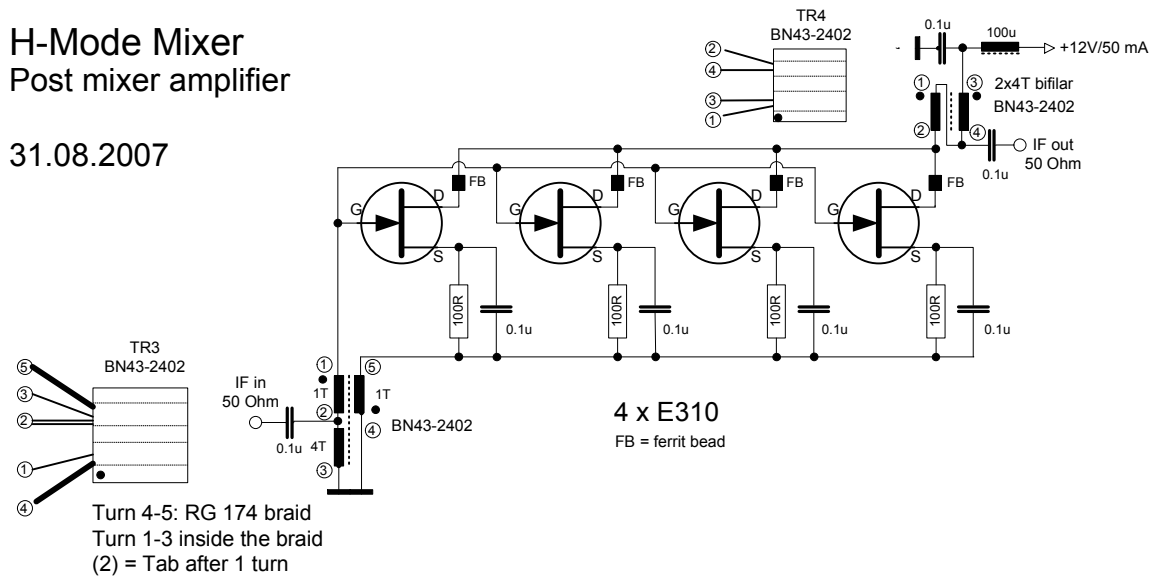 H-Mode Mixer
Post mixer amplifier
31.08.2007
TR4
BN43-2402
2
4
3
1
0.1u
100u
+12V/50 mA
-
1
3
2x4T bifilar
BN43-2402
2
4
IF out
50 Ohm
0.1u
FB
FB
FB
FB
G
D
S
G
D
S
G
D
S
G
D
S
100R
0.1u
100R
0.1u
100R
0.1u
100R
0.1u
TR3
BN43-2402
5
3
2
1
4
IF in
50 Ohm
0.1u
1
5
1T
1T
2
4
BN43-2402
4T
3
4 x E310
FB = ferrit bead
Turn 4-5: RG 174 braid
Turn 1-3 inside the braid
(2) = Tab after 1 turn